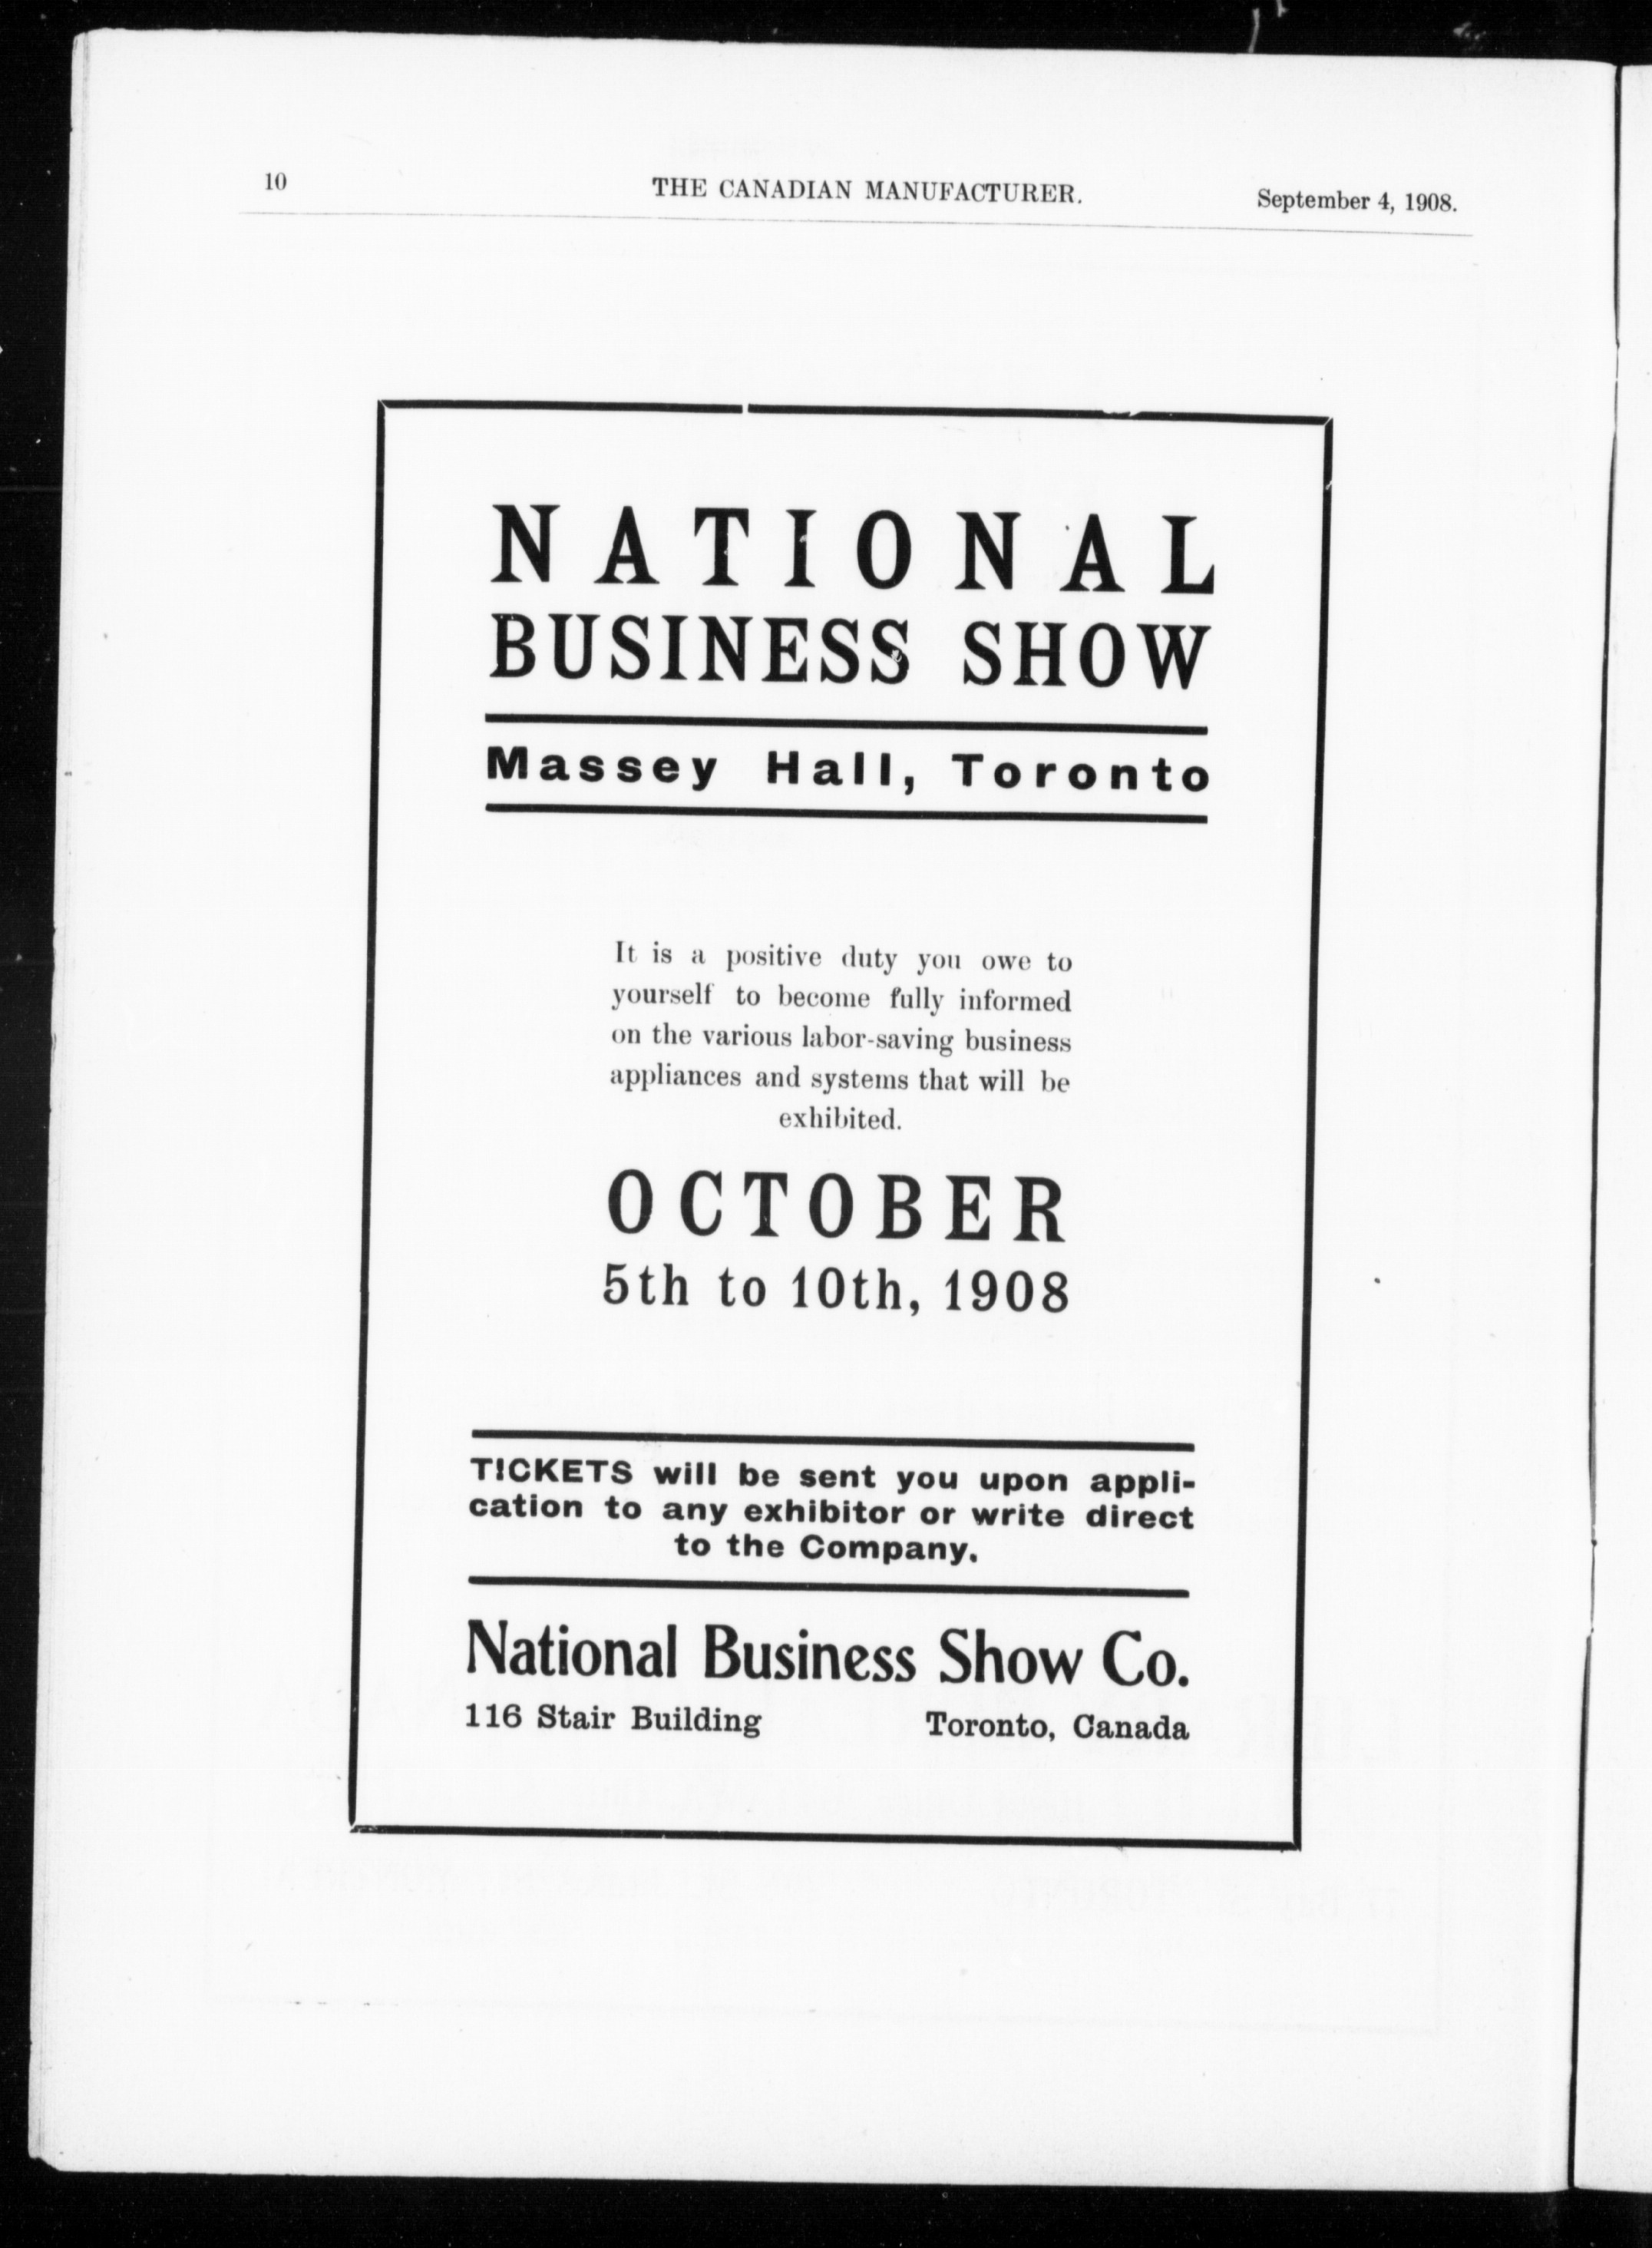 10
THE CANADIAN MANUFACTURER.
September 4, 1908.
NATIONAL
BUSINESS SHOW
Massey Hall, Toronto
It is a positive duty you owe to
yourself to become fully informed
on the various labor-saving business
appliances and systems that will be
exhibited.
OCTOBER
5th to 10th, 1908
TICKETS will be sent you upon appli-
cation to any exhibitor or write direct
to the Company.
National Business Show Co.
116 Stair Building
Toronto, Canada